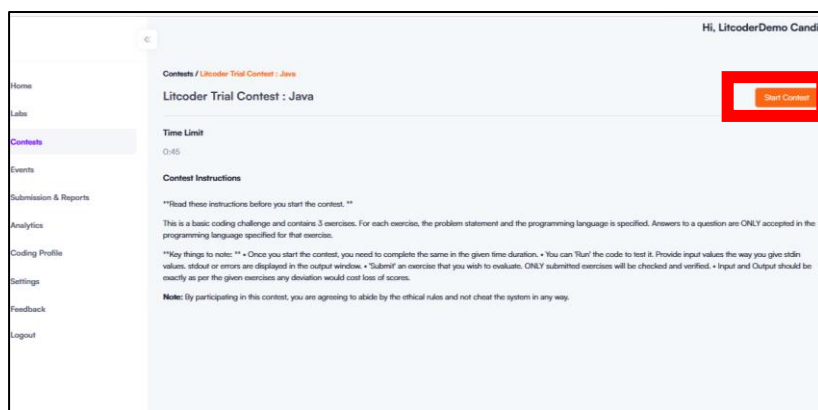 Hi, LitcoderDemo Candi
Home
Labs
Contests
Events
Submission & Reports
Analytics
Coding Profile
Settings
Feedback
Logout
Contests / Litcoder Trial Contest : Java
Litcoder Trial Contest : Java
Start Contest
Time Limit
0:45
Contest Instructions
**Read these instructions before you start the contest. **
This is a basic coding challenge and contains 3 exercises. For each exercise, the problem statement and the programming language is specified. Answers to a question are ONLY accepted in the
programming language specified for that exercise.
**Key things to note: ** • Once you start the contest, you need to complete the same in the given time duration. • You can 'Run' the code to test it. Provide input values the way you give stdin
values. stdout or errors are displayed in the output window. • 'Submit' an exercise that you wish to evaluate. ONLY submitted exercises will be checked and verified. • Input and Output should be
exactly as per the given exercises any deviation would cost loss of scores.
Note: By participating in this contest, you are agreeing to abide by the ethical rules and not cheat the system in any way.